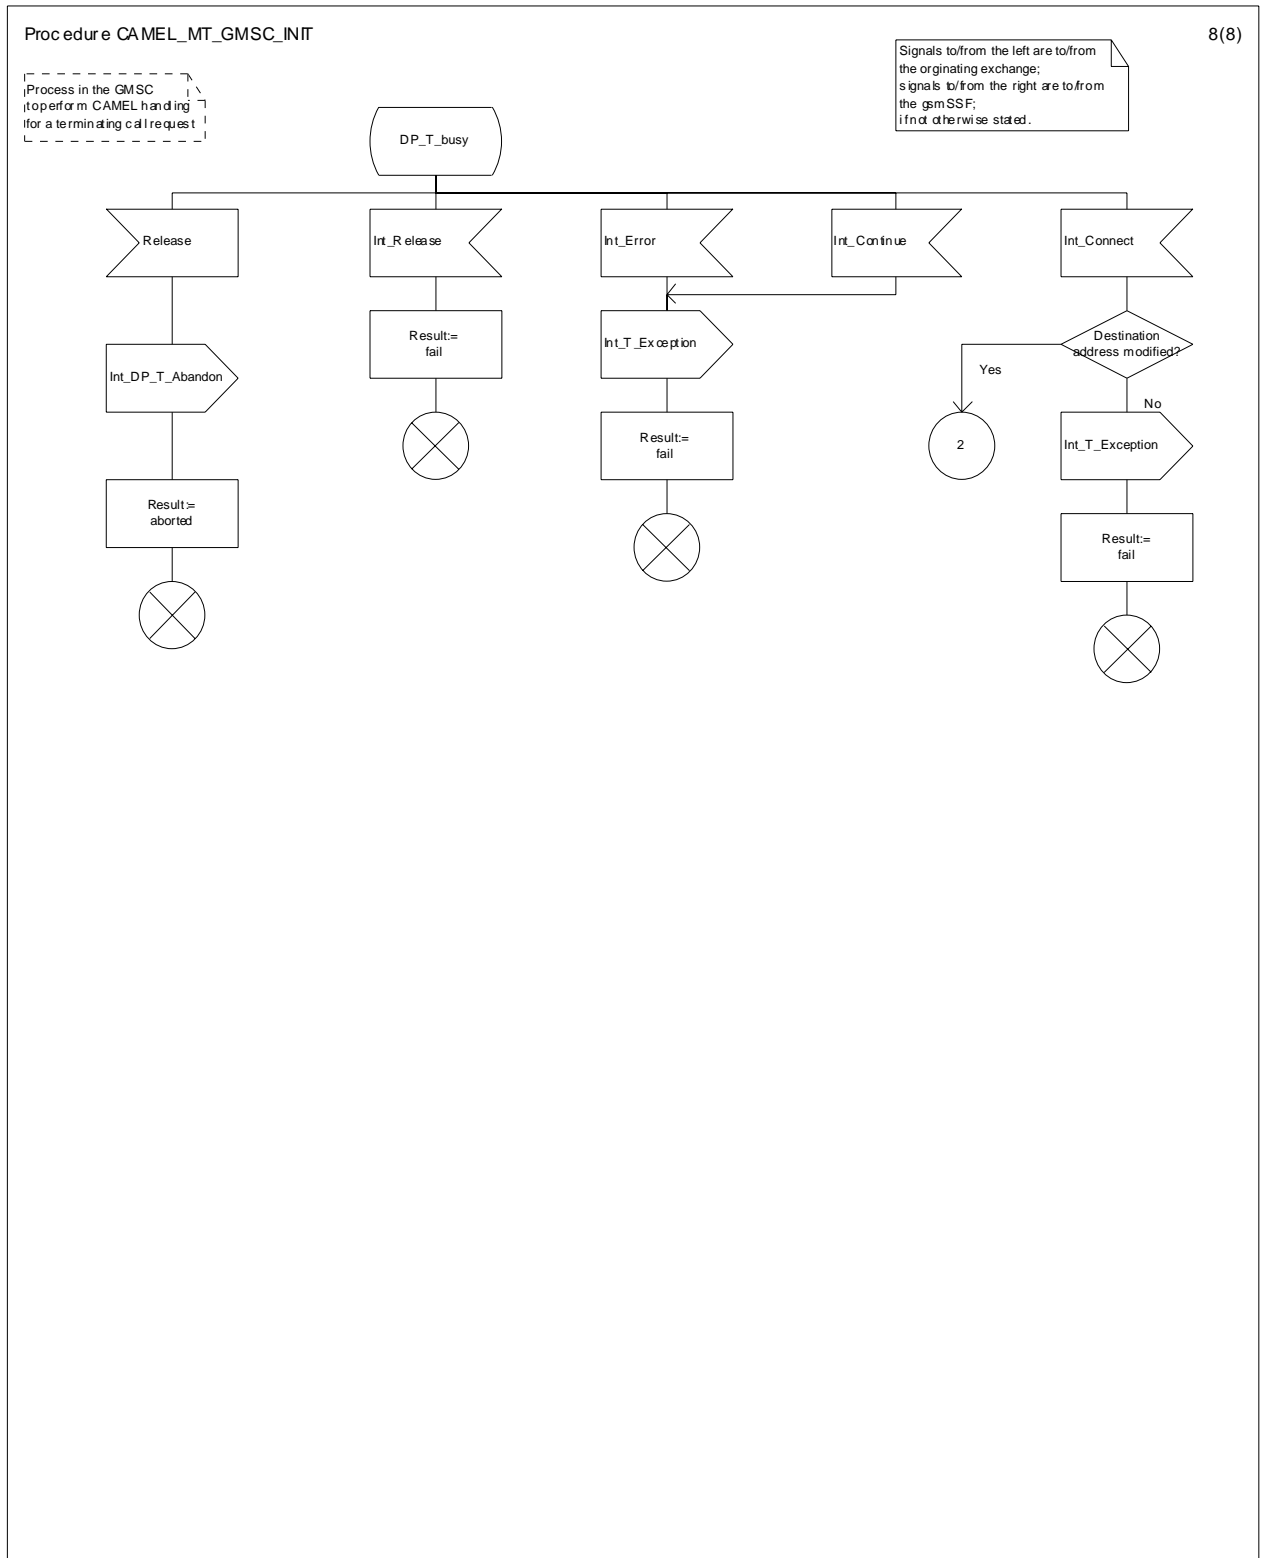 Procedure CAMEL_MT_GMSC_INIT
8(8)
Process in the GMSC
to perform CAMEL handling
for a terminating call request
Signals to/from the left are to/from
the orginating exchange;
signals to/from the right are to/from
the gsmSSF;
if not otherwise stated.
DP_T_busy
Release
Int_Release
Int_Error
Int_Continue
Int_Connect
Result:=
fail
Int_T_Exception
Destination
address modified?
Yes
No
Int_DP_T_Abandon
Result:=
fail
2
Int_T_Exception
Result:=
aborted
Result:=
fail